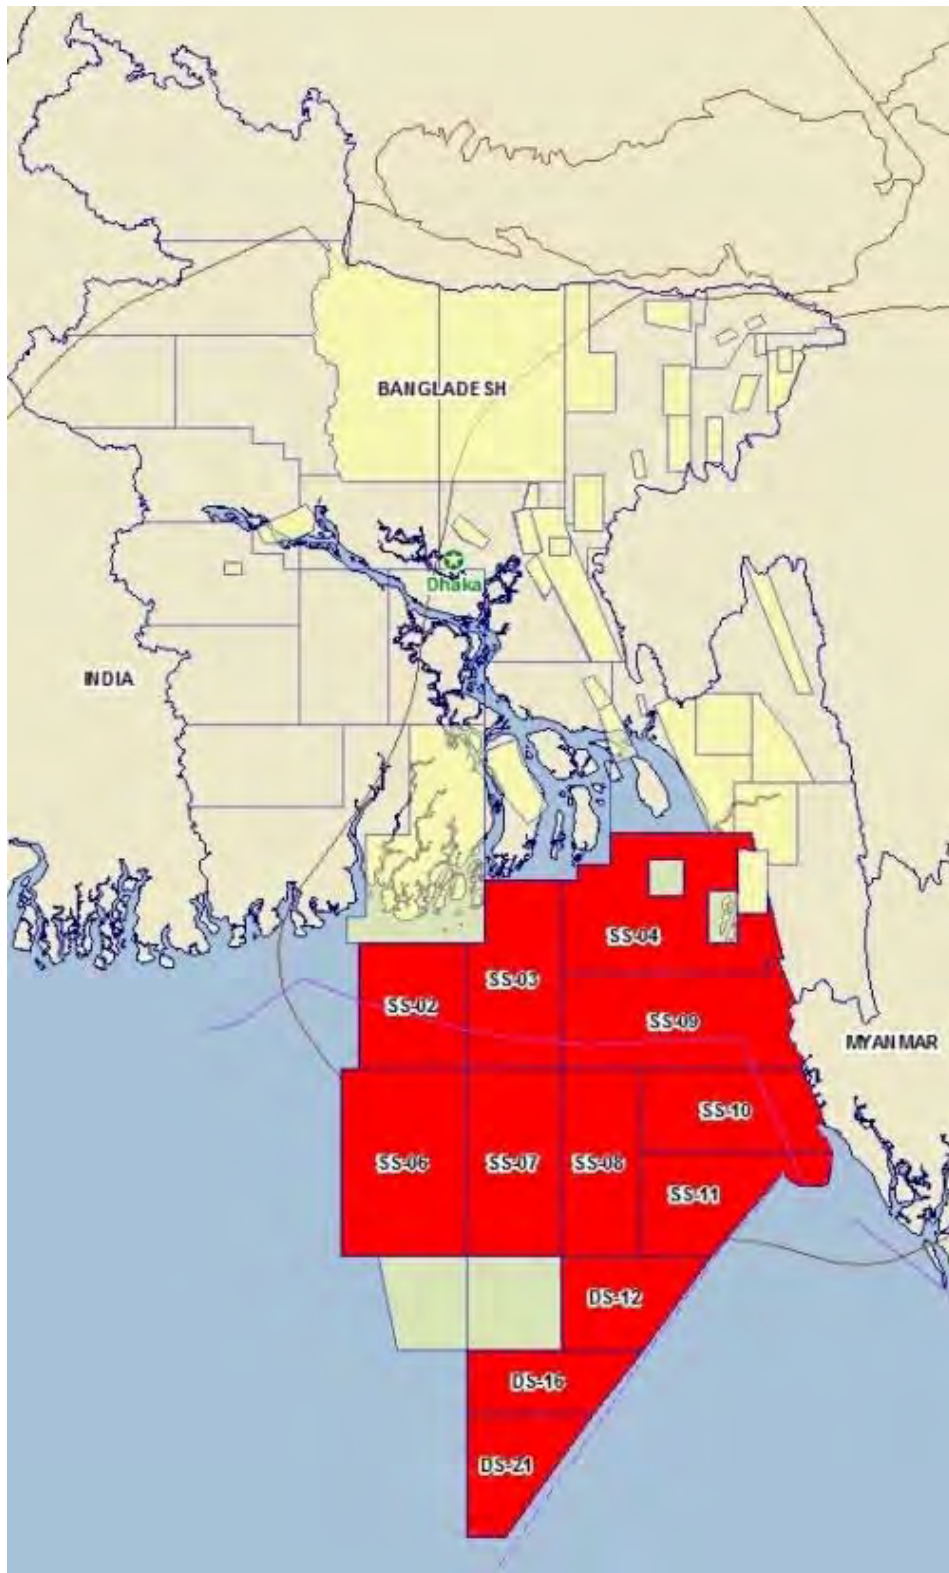 BANGLADESH
Dhaka
INDIA
SS-04
SS-03
SS-02
SS-09
MYANMAR
SS-10
SS-06
SS-07
SS-08
SS-11
DS-12
DS-16
DS-21